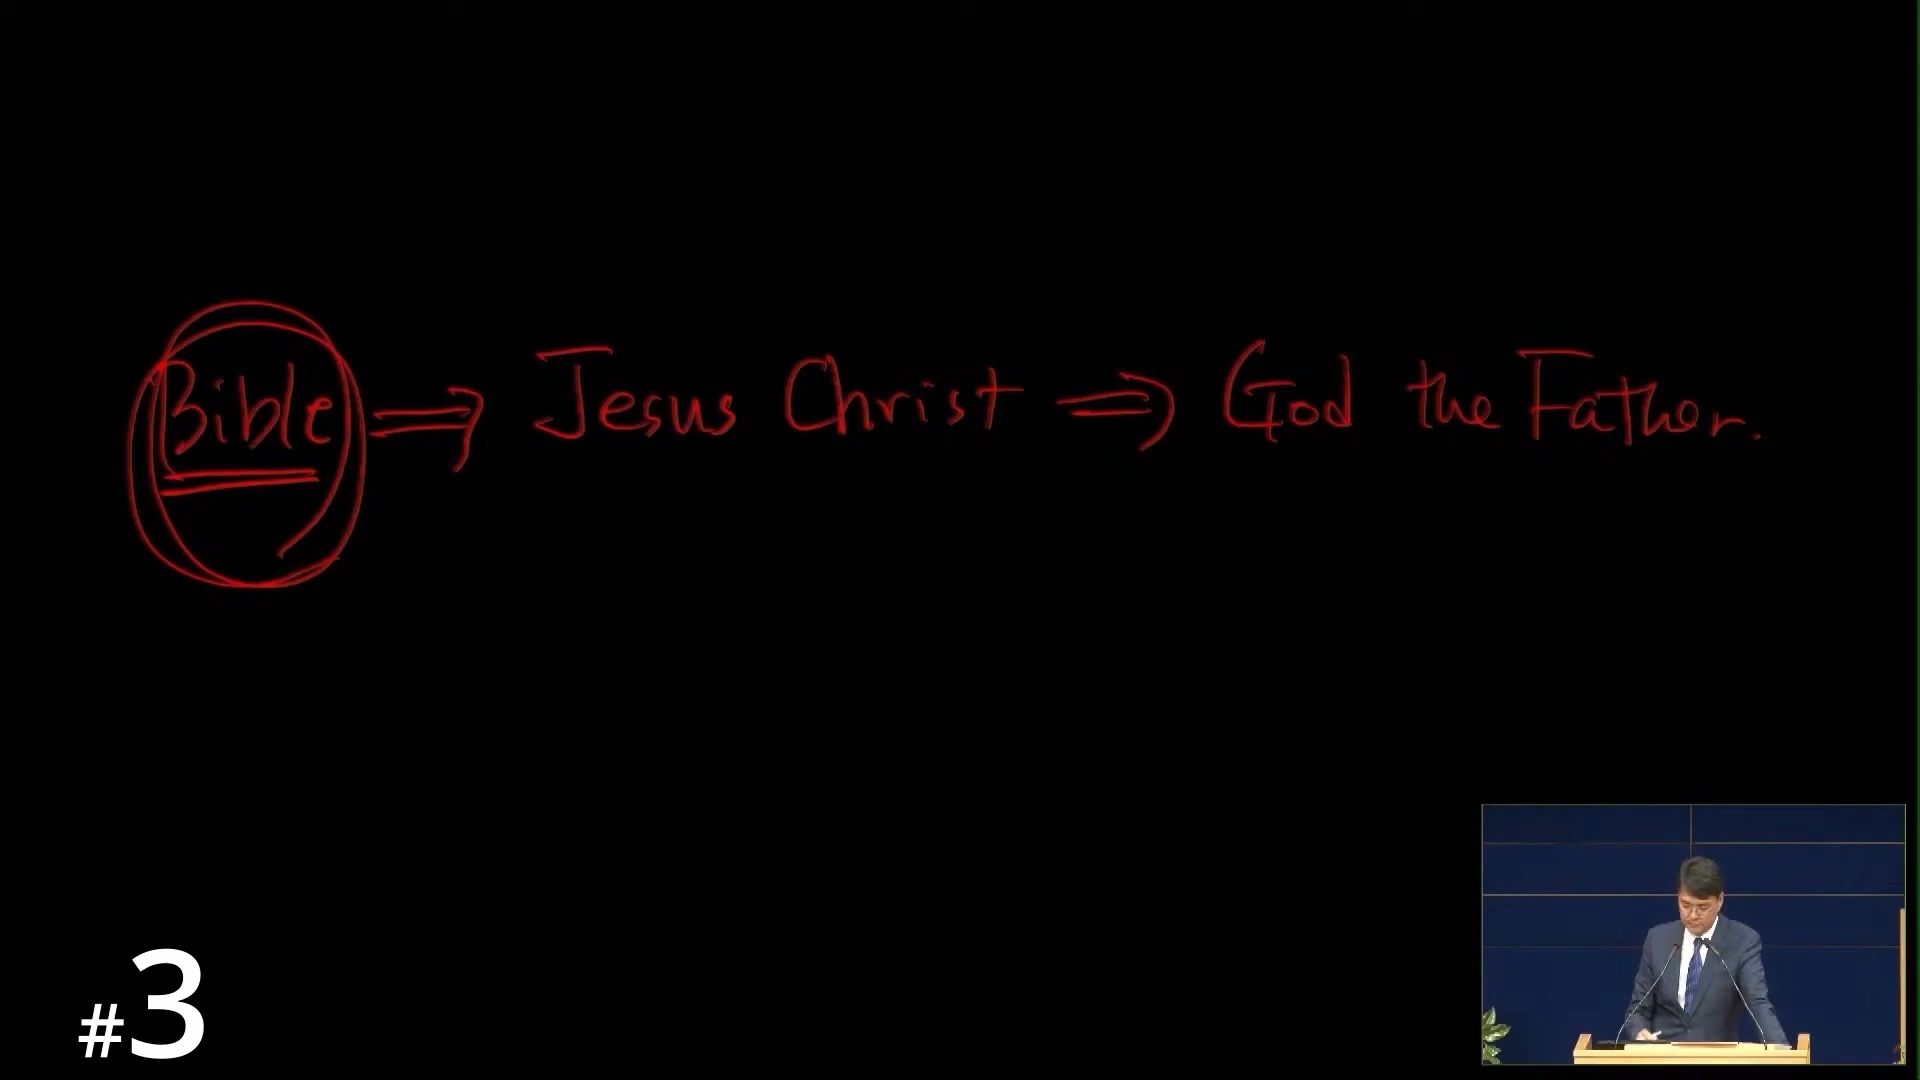 Bible ⇒ Jesus Christ ⇒ God the Father.
#3